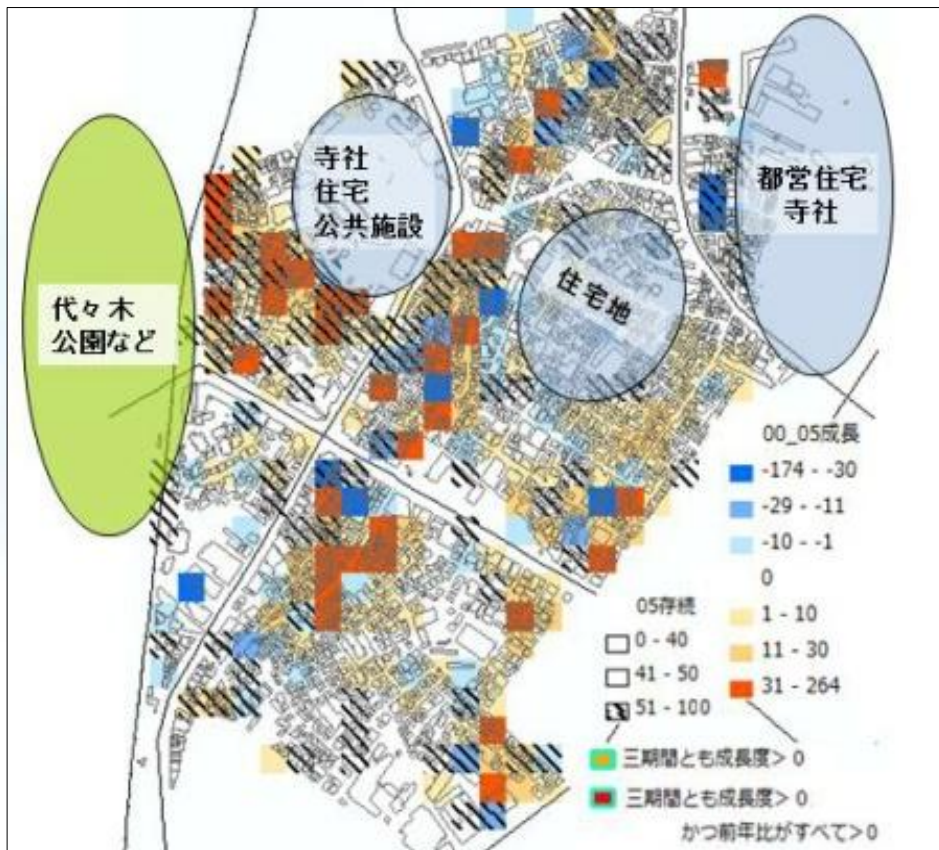 寺社
住宅
公共施設
都営住宅
寺社
代々木
公園など
住宅地
00_05成長
-174 - -30
-29 - -11
-10 - -1
0
1 - 10
11 - 30
31 - 264
05存続
0 - 40
41 - 50
51 - 100
三期間とも成長度> 0
三期間とも成長度> 0
かつ前年比がすべて>0